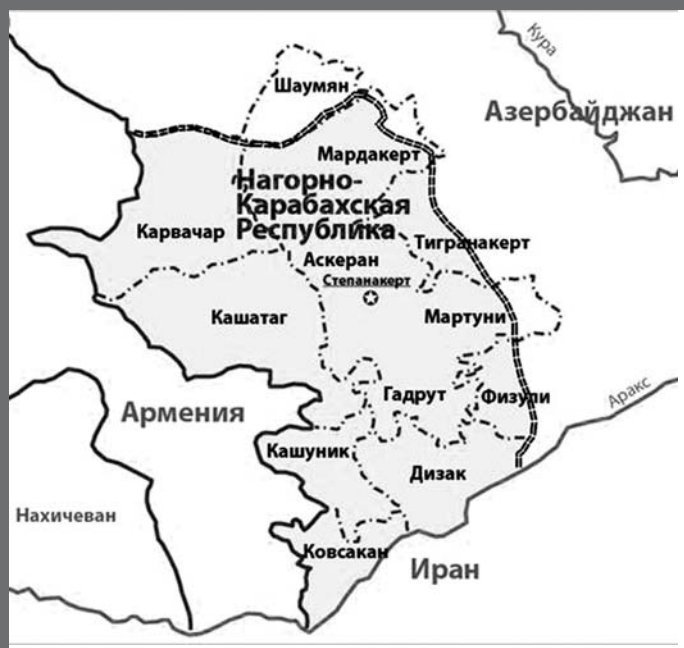 Кура
Азербайджан
Шаумян
Мардакерт
Нагорно-
Карабахская
Республика
Карвачар
Тигранакерт
Аскеран
Степанакерт
Кашатаг
Мартуни
Аракс
Гадрут
Физули
Армения
Кашуник
Дизак
Нахичеван
Ковсакан
Иран